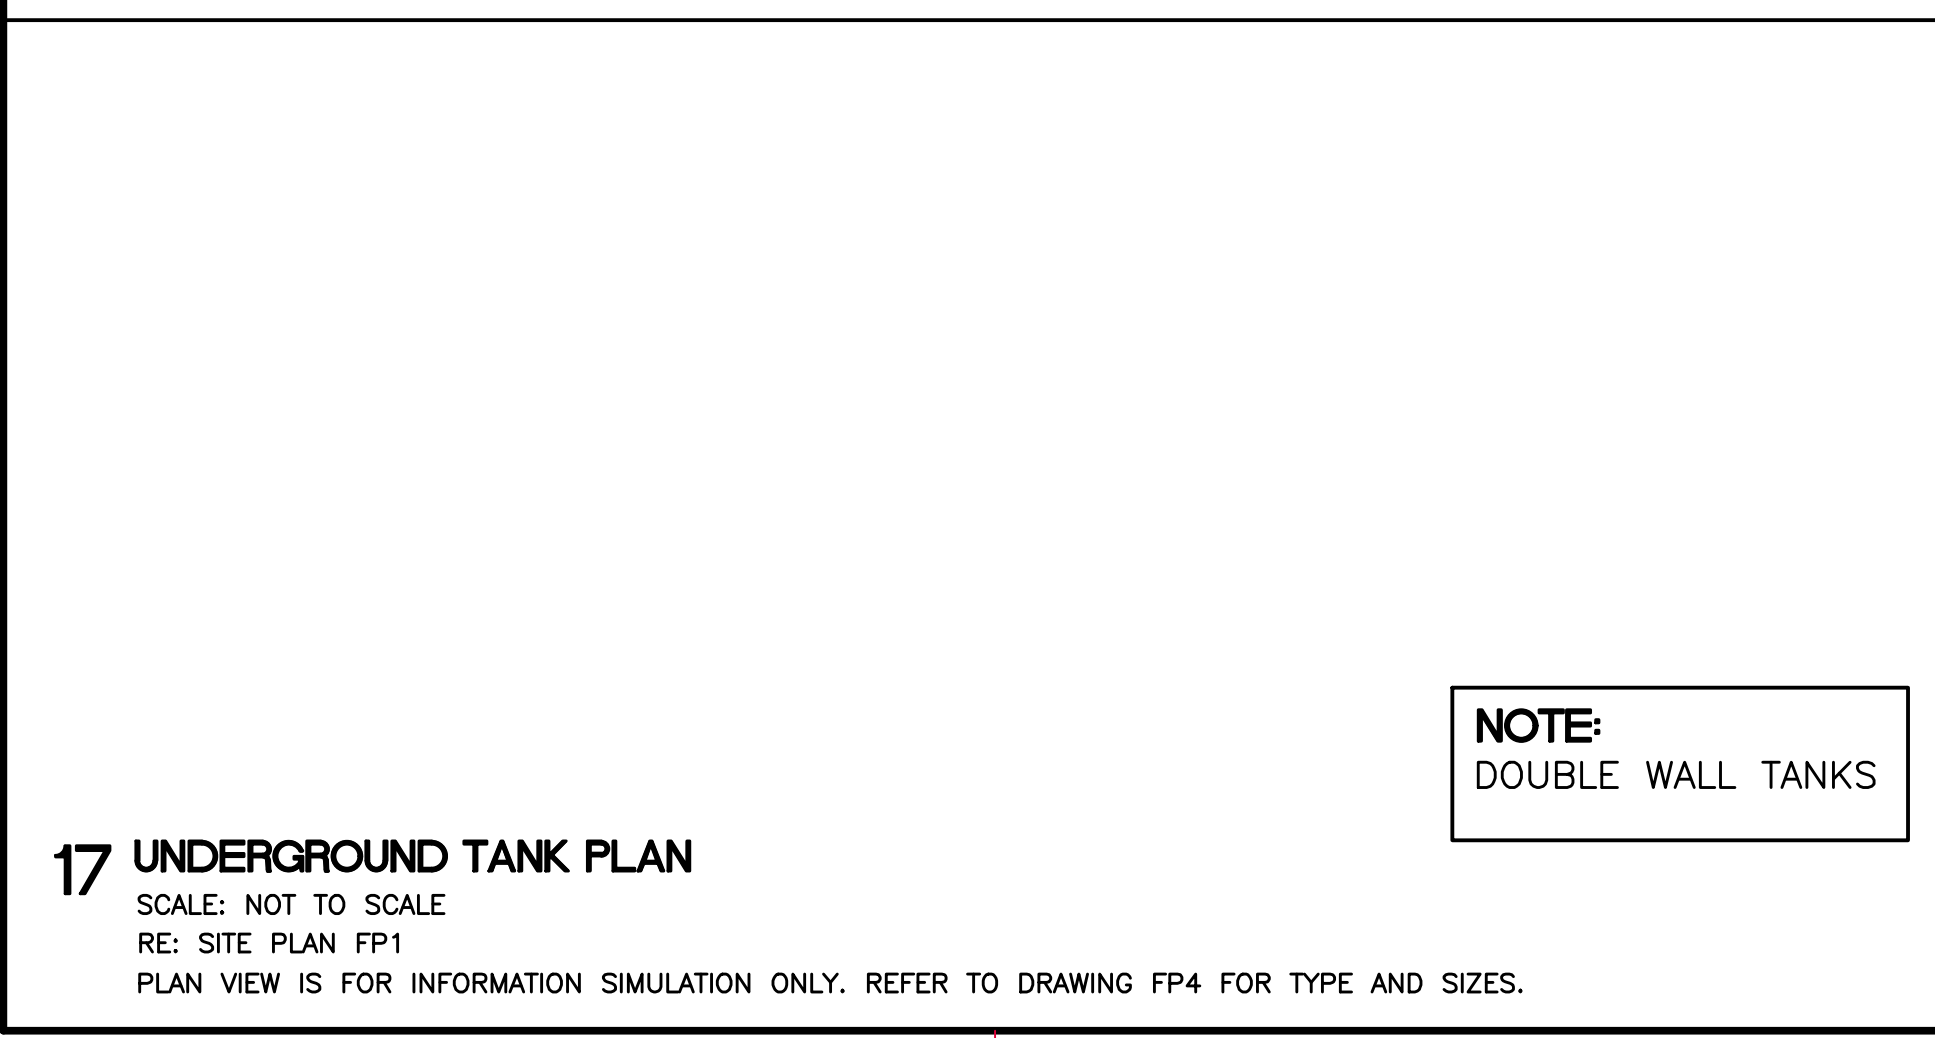 NOTE:
DOUBLE WALL TANKS
17 UNDERGROUND TANK PLAN
SCALE: NOT TO SCALE
RE: SITE PLAN FP1
PLAN VIEW IS FOR INFORMATION SIMULATION ONLY. REFER TO DRAWING FP4 FOR TYPE AND SIZES.